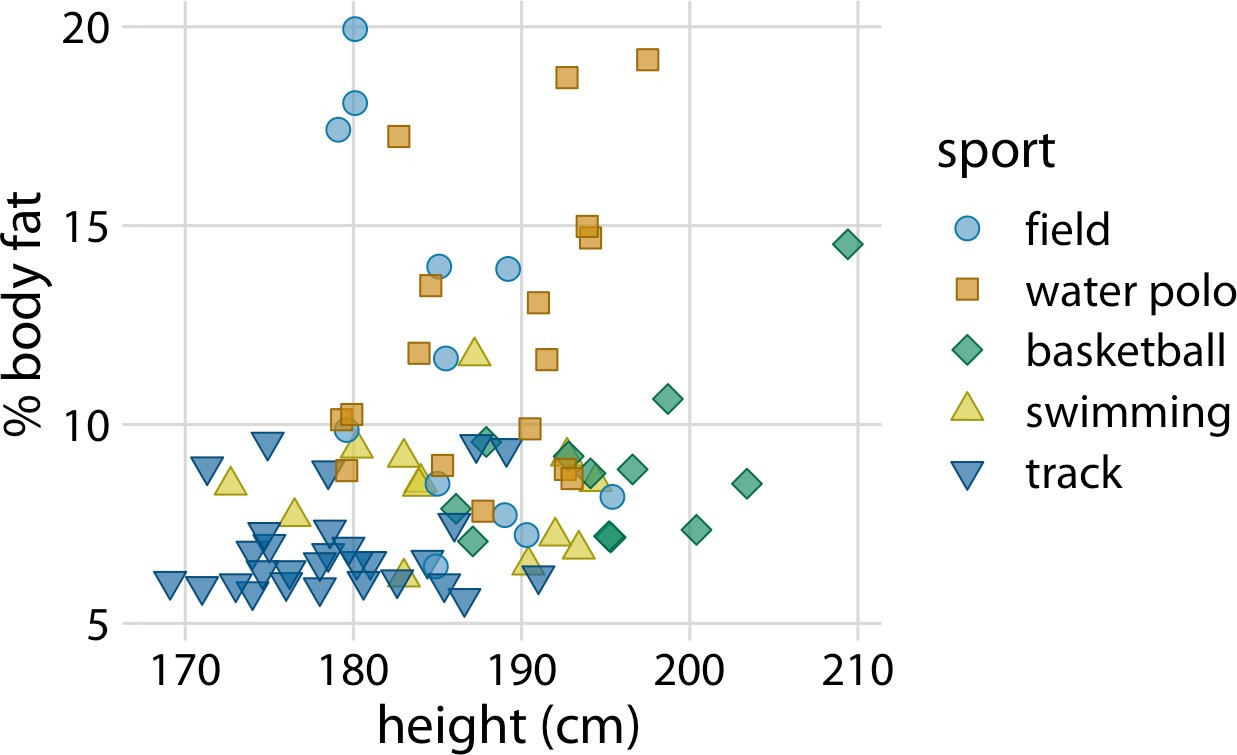 20
15
10
5
% body fat
170 180 190 200 210
height (cm)
sport
field
water polo
basketball
swimming
track